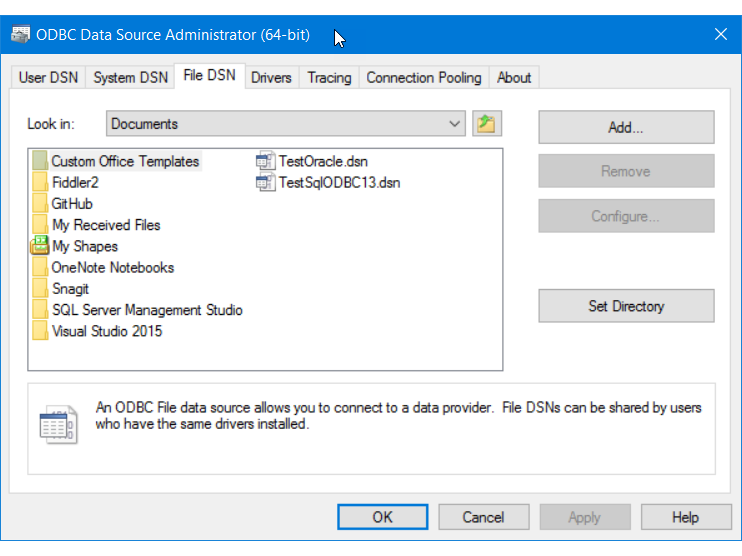 ODBC Data Source Administrator (64-bit)
User DSN System DSN File DSN Drivers Tracing Connection Pooling About
Look in: Documents
Add...
Custom Office Templates TestOracle.dsn
Fiddler2 TestSqlODBC13.dsn
Remove
GitHub
My Received Files
Configure...
My Shapes
OneNote Notebooks
Snagit
SQL Server Management Studio
Set Directory
Visual Studio 2015
An ODBC File data source allows you to connect to a data provider. File DSNs can be shared by users
who have the same drivers installed.
OK Cancel Apply Help